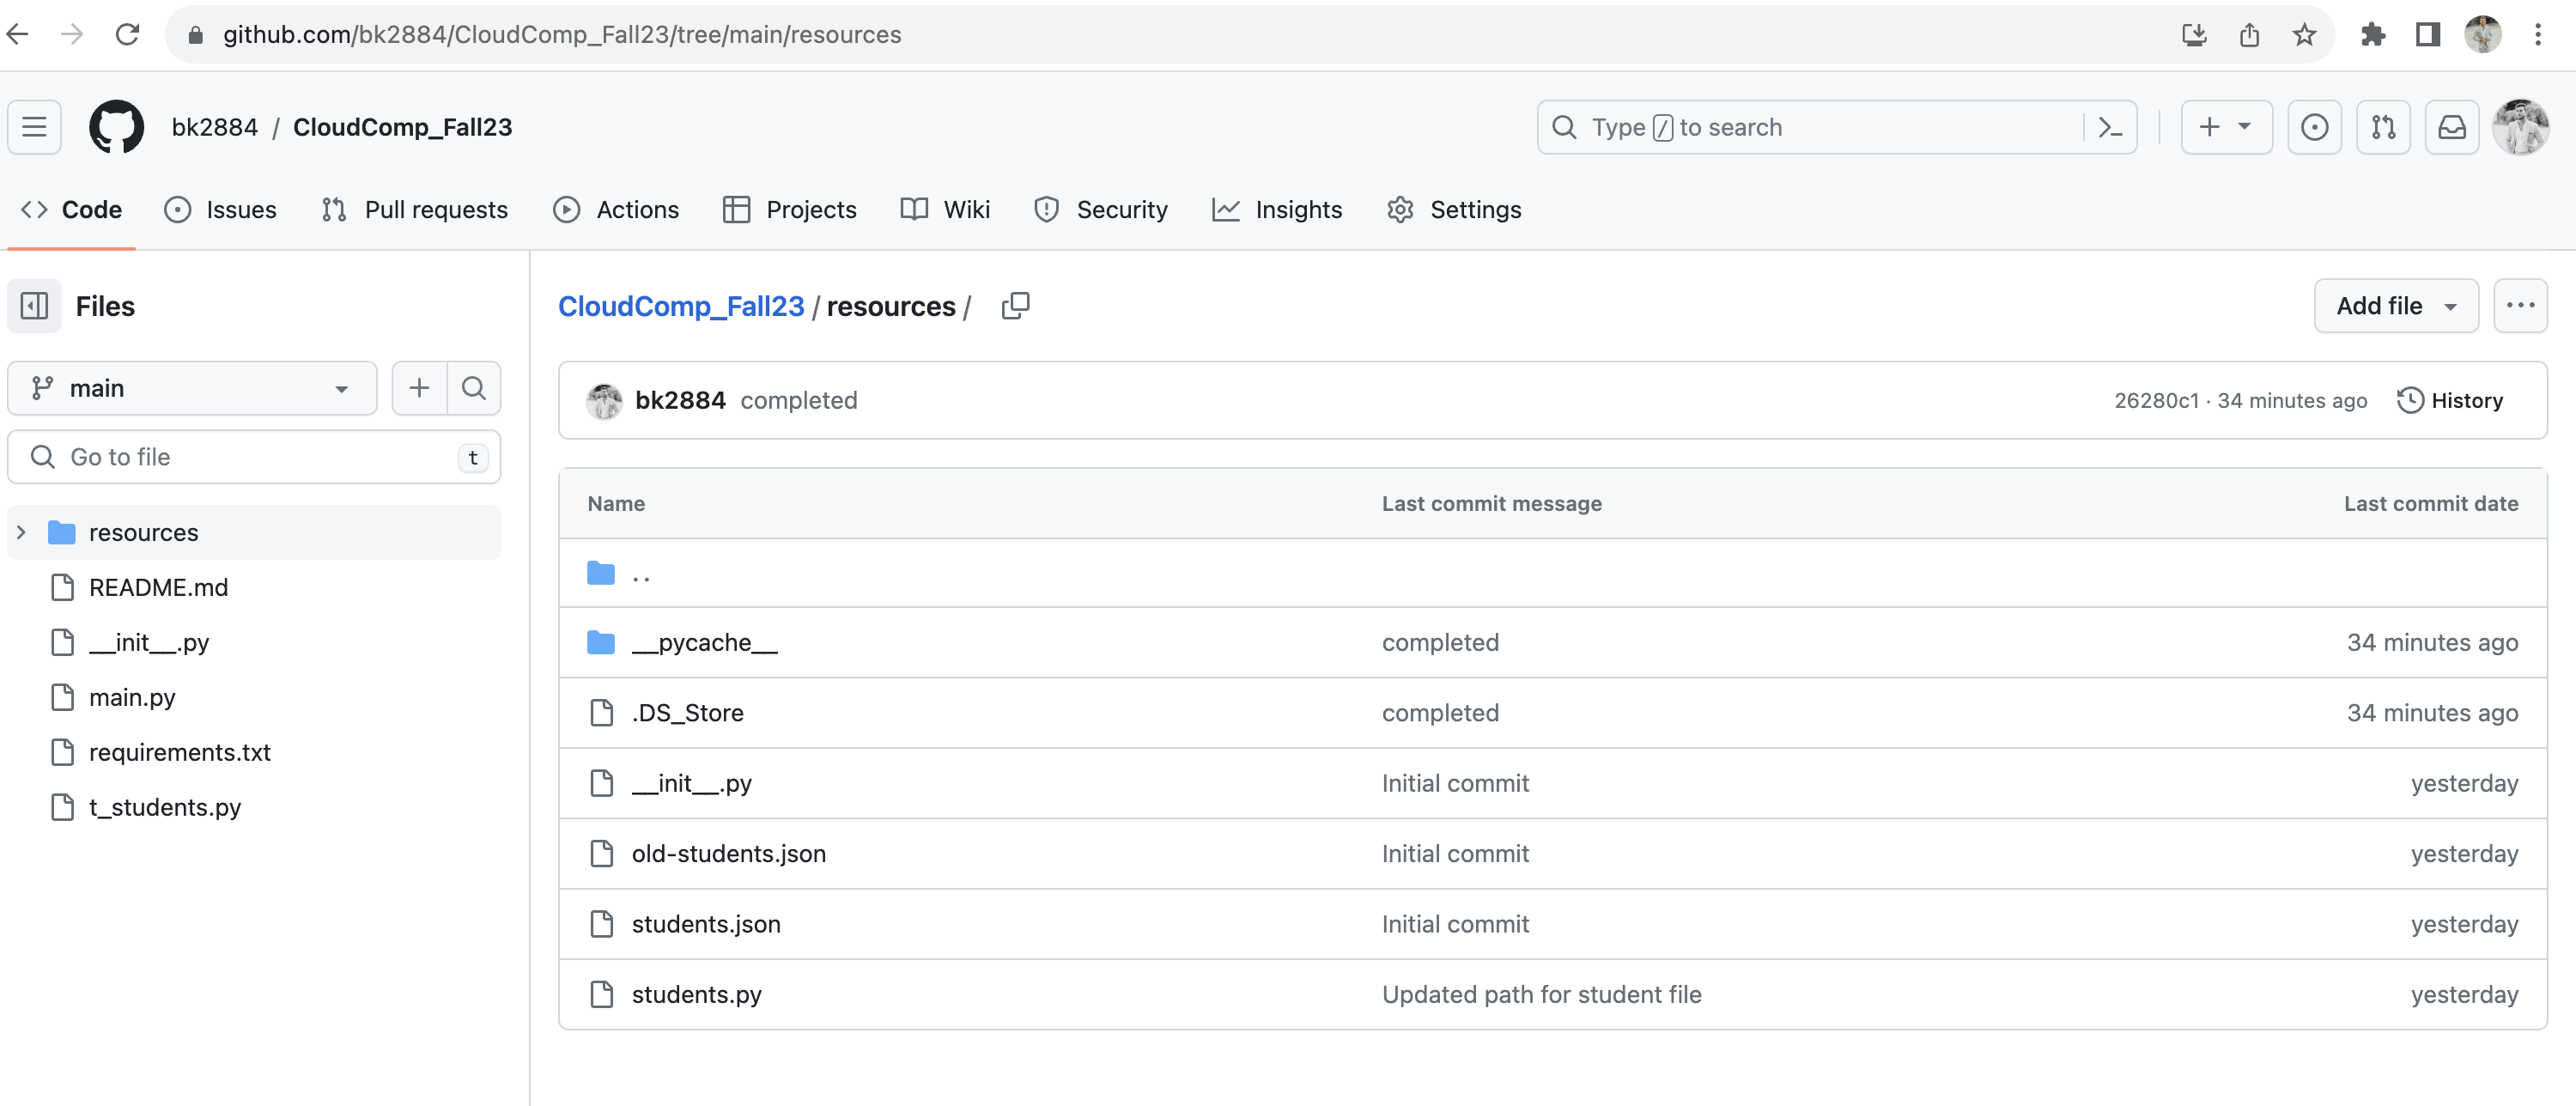 github.com/bk2884/CloudComp_Fall23/tree/main/resources
bk2884 / CloudComp_Fall23
Type / to search
Code Issues Pull requests Actions Projects Wiki Security Insights Settings
Files
CloudComp_Fall23 / resources /
Add file
main
bk2884 completed
26280c1 · 34 minutes ago
History
Go to file
t
Name Last commit message Last commit date
resources
README.md
__init__.py
main.py
requirements.txt
t_students.py
..
__pycache__ completed 34 minutes ago
.DS_Store completed 34 minutes ago
__init__.py Initial commit yesterday
old-students.json Initial commit yesterday
students.json Initial commit yesterday
students.py Updated path for student file yesterday